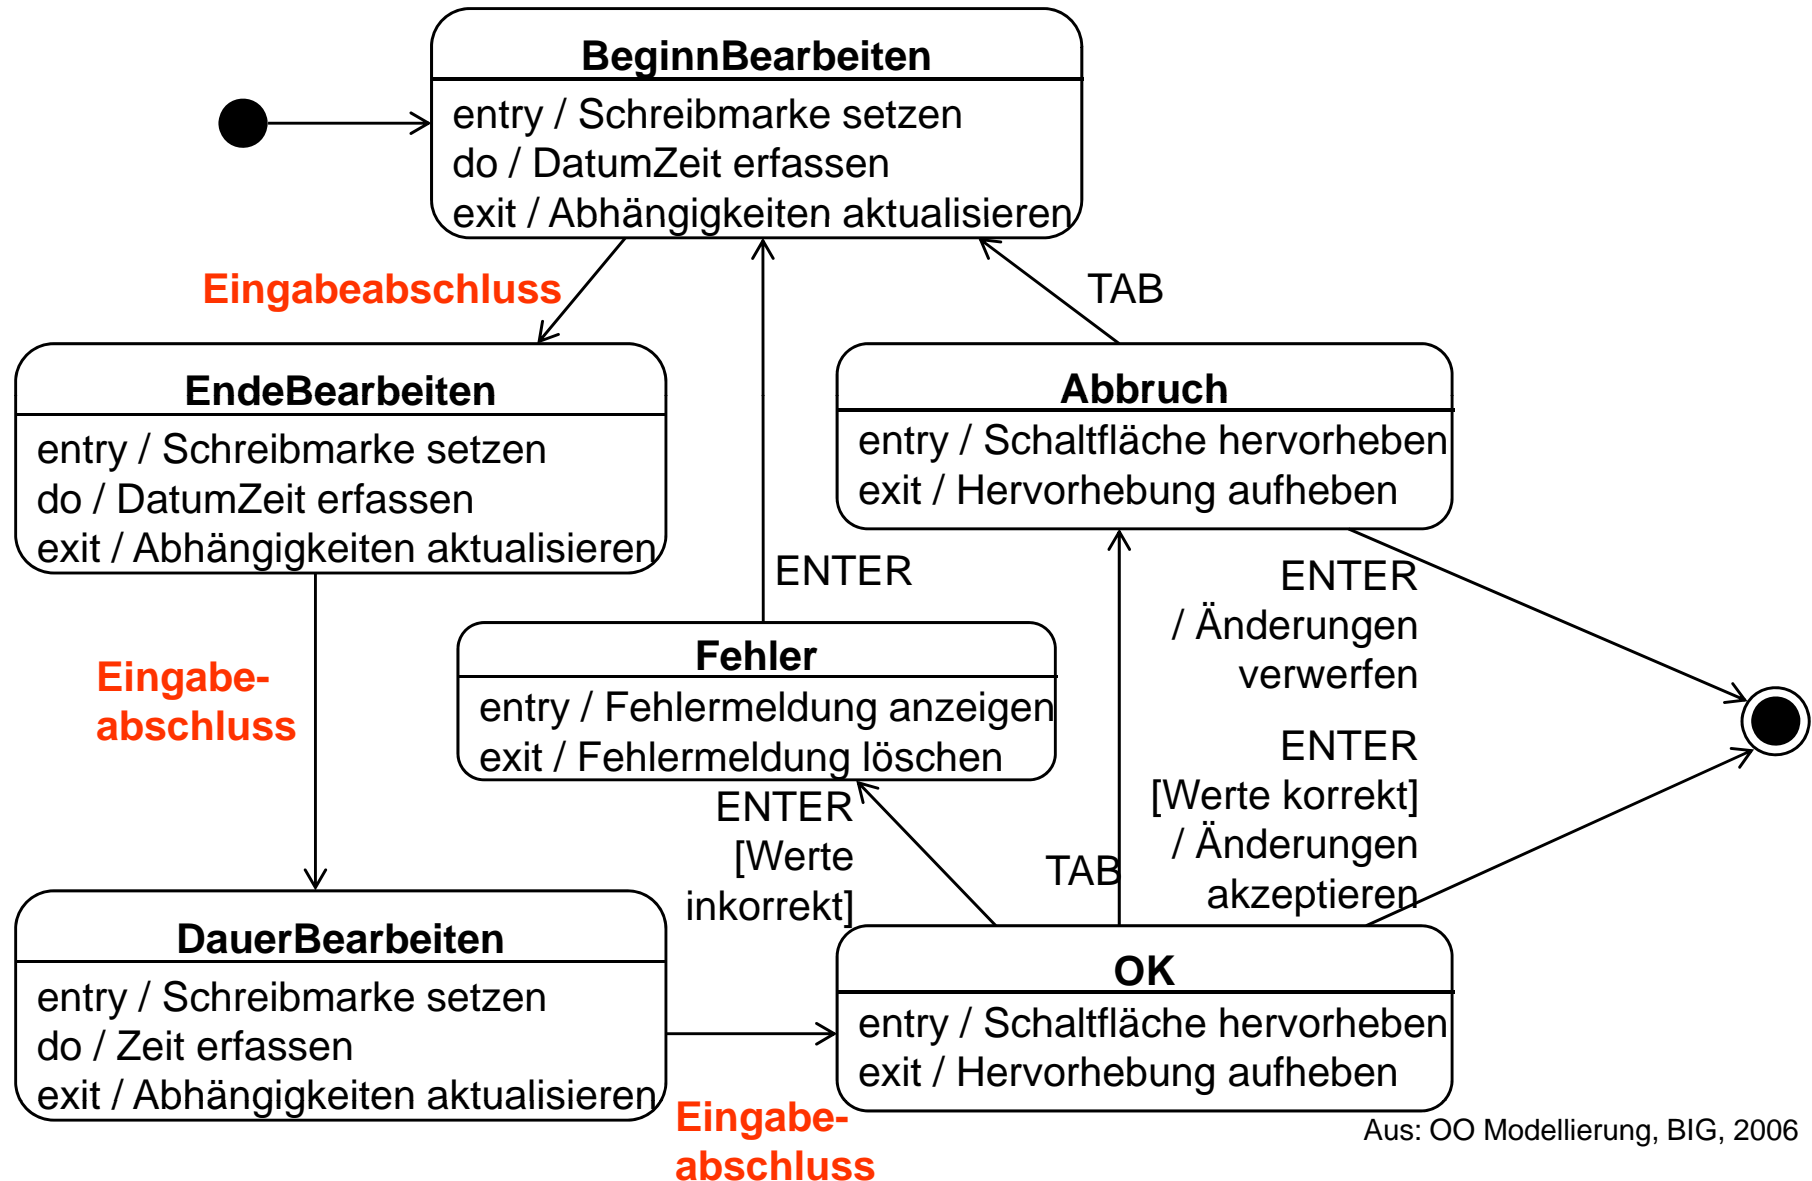 BeginnBearbeiten
entry / Schreibmarke setzen
do / DatumZeit erfassen
exit / Abhängigkeiten aktualisieren
Eingabeabschluss
TAB
EndeBearbeiten
entry / Schreibmarke setzen
do / DatumZeit erfassen
exit / Abhängigkeiten aktualisieren
Abbruch
entry / Schaltfläche hervorheben
exit / Hervorhebung aufheben
ENTER
ENTER
/ Änderungen
verwerfen
Eingabe-
abschluss
Fehler
entry / Fehlermeldung anzeigen
exit / Fehlermeldung löschen
ENTER
[Werte
inkorrekt]
TAB
ENTER
[Werte korrekt]
/ Änderungen
akzeptieren
DauerBearbeiten
entry / Schreibmarke setzen
do / Zeit erfassen
exit / Abhängigkeiten aktualisieren
OK
entry / Schaltfläche hervorheben
exit / Hervorhebung aufheben
Eingabe-
abschluss
Aus: OO Modellierung, BIG, 2006